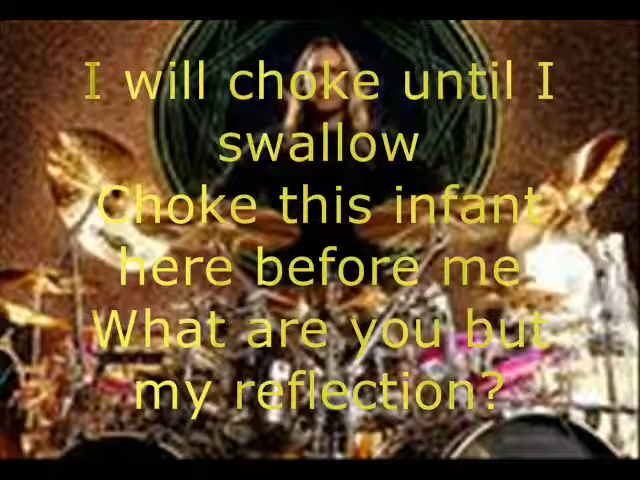 I will choke until I
swallow
Choke this infant
here before me
What are you but
my reflection?